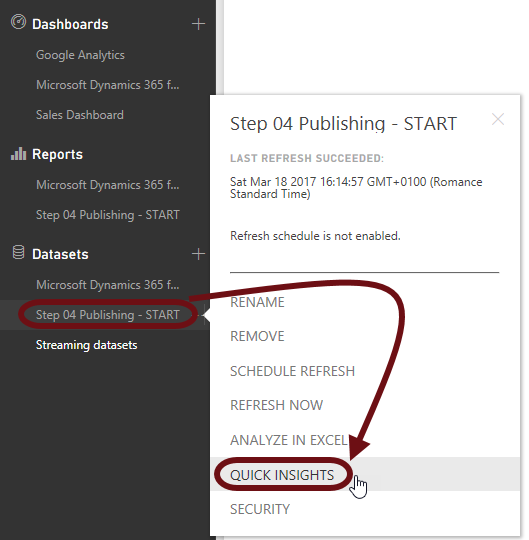 Dashboards
Google Analytics
Microsoft Dynamics 365 f...
Sales Dashboard
Reports
Microsoft Dynamics 365 f...
Step 04 Publishing - START
Datasets
Microsoft Dynamics 365 f...
Step 04 Publishing - START
Streaming datasets
Step 04 Publishing - START
LAST REFRESH SUCCEEDED:
Sat Mar 18 2017 16:14:57 GMT+0100 (Romance
Standard Time)
Refresh schedule is not enabled.
RENAME
REMOVE
SCHEDULE REFRESH
REFRESH NOW
ANALYZE IN EXCEL
QUICK INSIGHTS
SECURITY